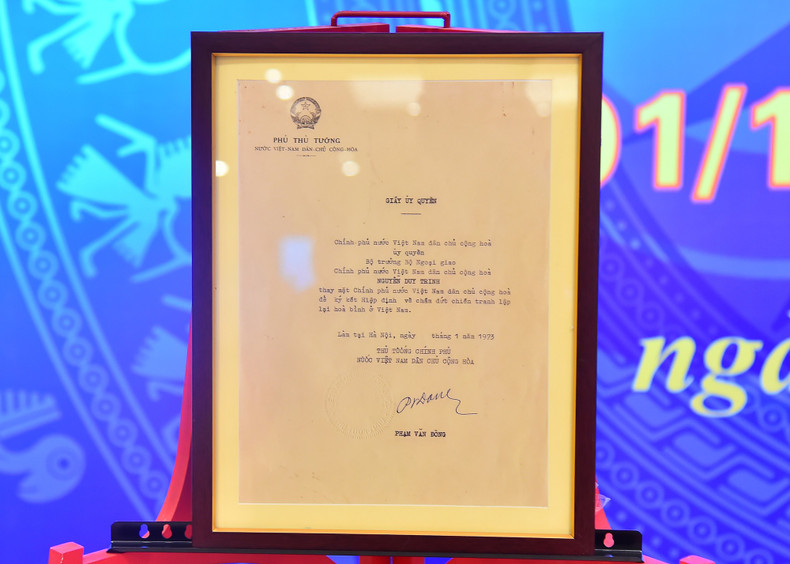 PHỦ THỦ TƯỚNG
NƯỚC VIỆT-NAM DÂN-CHỦ CỘNG-HÒA
GIẤY ỦY QUYỀN
Chính phủ nước Việt Nam dân chủ cộng hoà
ủy quyền
Bộ trưởng Bộ Ngoại giao
Chính phủ nước Việt Nam dân chủ cộng hoà
NGUYỄN DUY TRINH
thay mặt Chính phủ nước Việt Nam dân chủ cộng hoà
để ký kết Hiệp định về chấm dứt chiến tranh lập
lại hoà bình ở Việt Nam.
Làm tại Hà Nội, ngày tháng 1 năm 1973
THỦ TƯỚNG CHÍNH PHỦ
NƯỚC VIỆT NAM DÂN CHỦ CỘNG HÒA
PHẠM VĂN ĐỒNG
01/1
ngà